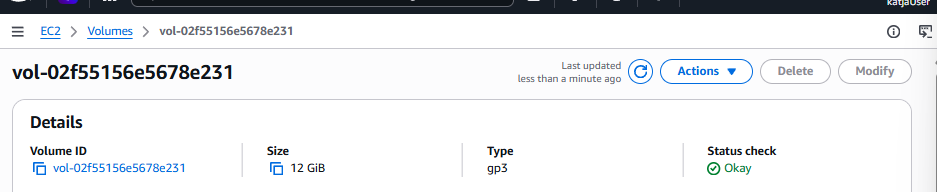 katjaUser
EC2 > Volumes > vol-02f55156e5678e231
vol-02f55156e5678e231
Last updated
less than a minute ago
Actions
Delete
Modify
Details
Volume ID
vol-02f55156e5678e231
Size
12 GiB
Type
gp3
Status check
Okay